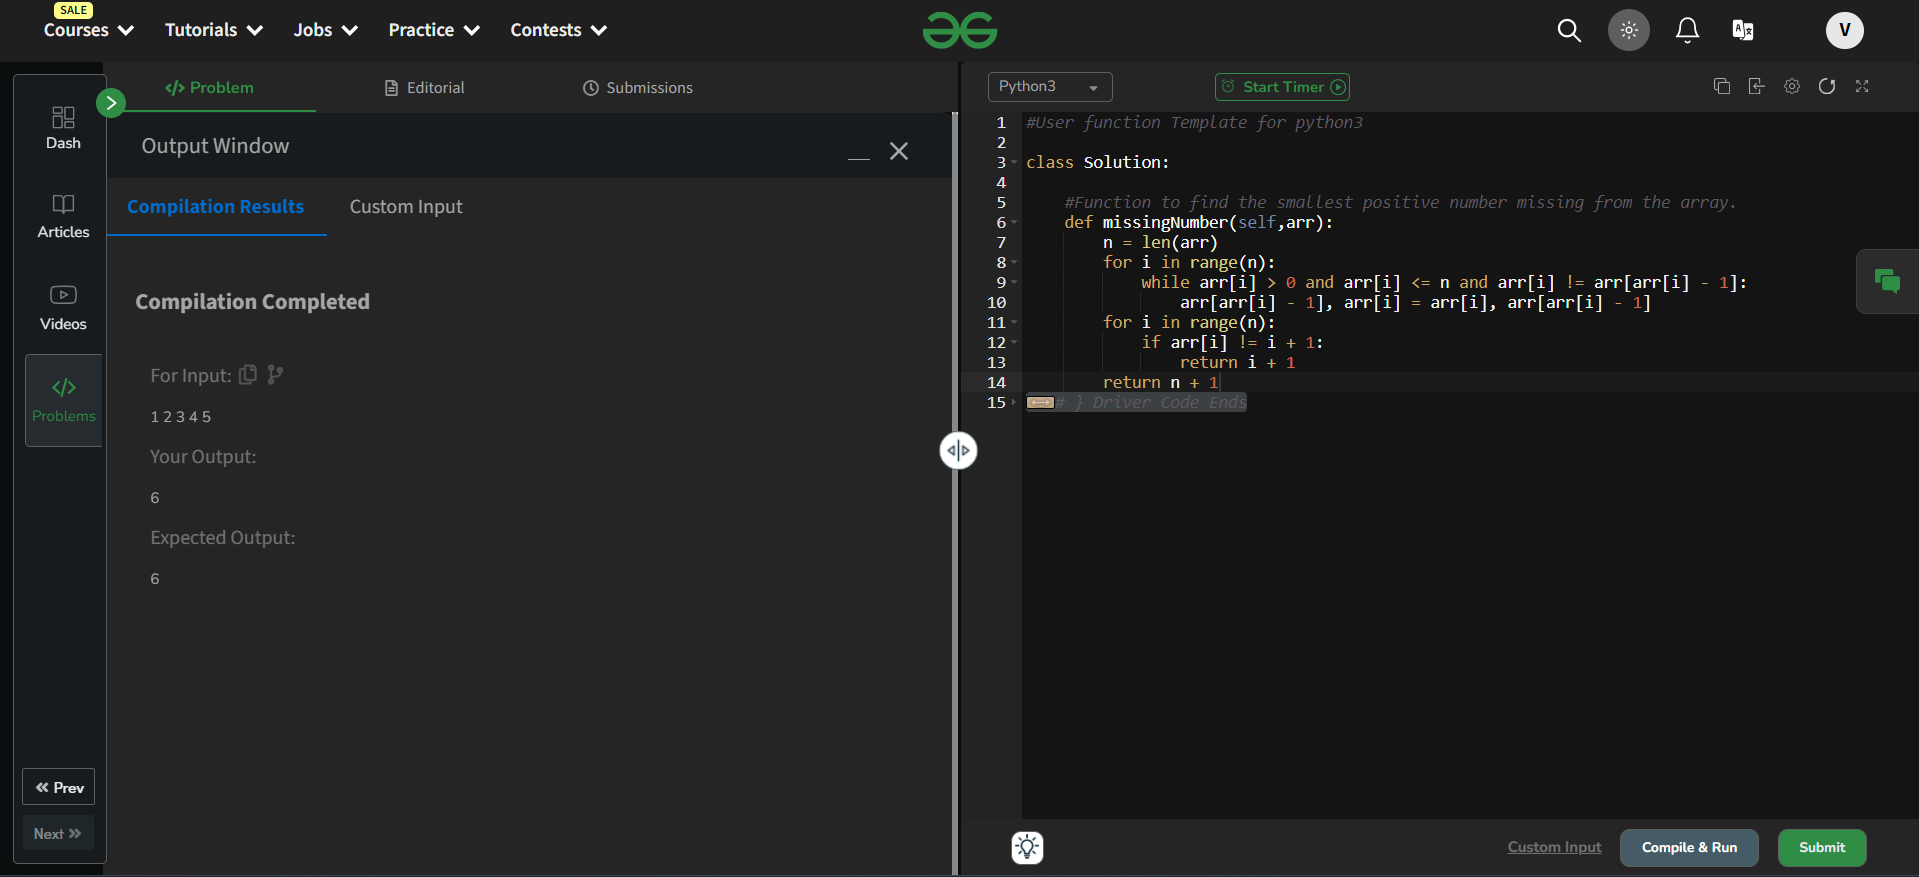 SALE
Courses Tutorials Jobs Practice Contests
V
Problem Editorial Submissions
Python3
Start Timer
Dash
Articles
Videos
Problems
Prev
Next
Output Window
Compilation Results Custom Input
Compilation Completed
For Input:
1 2 3 4 5
Your Output:
6
Expected Output:
6
1 #User function Template for python3
2
3 class Solution:
4
5     #Function to find the smallest positive number missing from the array.
6     def missingNumber(self,arr):
7         n = len(arr)
8         for i in range(n):
9             while arr[i] > 0 and arr[i] <= n and arr[i] != arr[arr[i] - 1]:
10                 arr[arr[i] - 1], arr[i] = arr[i], arr[arr[i] - 1]
11         for i in range(n):
12             if arr[i] != i + 1:
13                 return i + 1
14         return n + 1
15 # } Driver Code Ends
Custom Input Compile & Run Submit